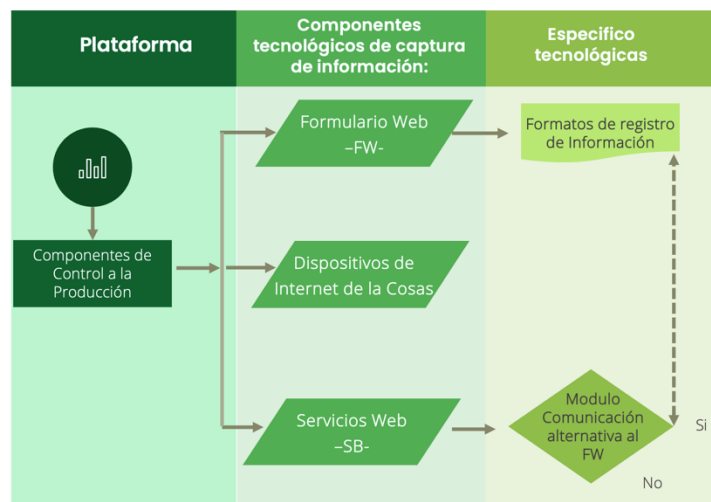 Plataforma
Componentes
tecnológicos de captura
de información:
Especifico
tecnológicas
Formulario Web
–FW-
Formatos de registro
de Información
Componentes de
Control a la
Producción
Dispositivos de
Internet de la Cosas
Servicios Web
–SB-
Modulo
Comunicación
alternativa al
FW
Si
No